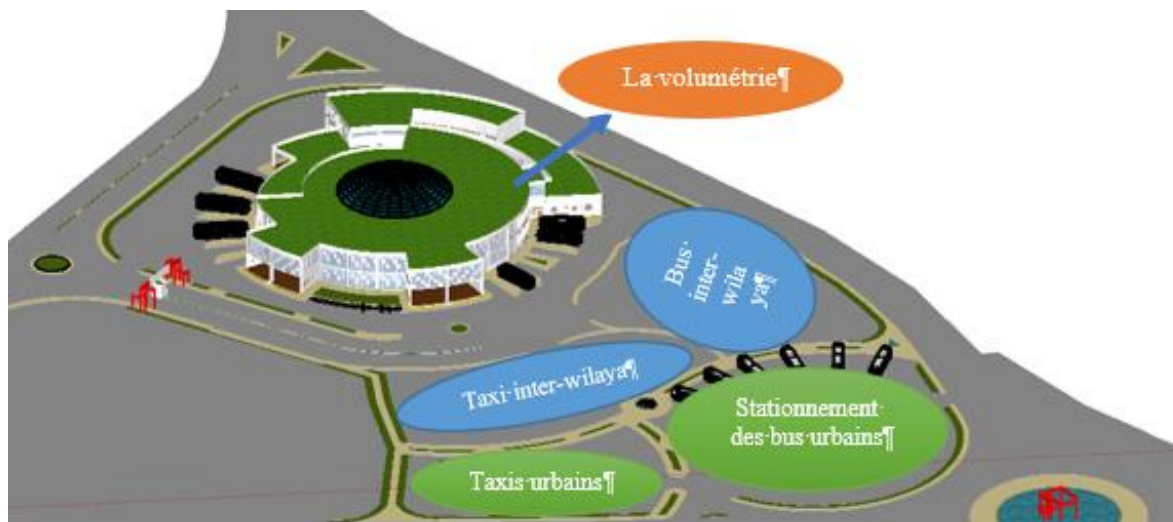 La·volumétrie¶
Bus·
inter-
wila
ya¶
Taxi·inter-wilaya¶
Stationnement·
des·bus·urbains¶
Taxis·urbains¶